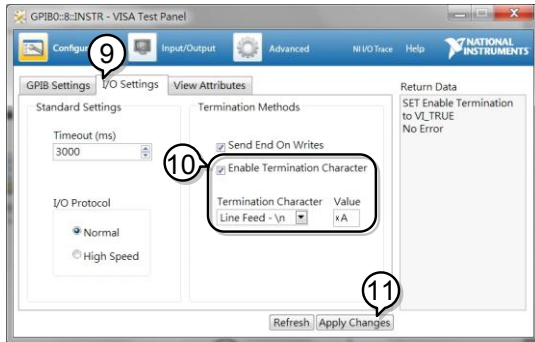 GPIB0::8::INSTR - VISA Test Panel
Input/Output
Advanced
NI I/O Trace
Help
NATIONAL INSTRUMENTS
9
GPIB Settings
I/O Settings
View Attributes
Return Data
Standard Settings
Termination Methods
SET Enable Termination
to VI_TRUE
No Error
Timeout (ms)
3000
Send End On Writes
10
Enable Termination Character
I/O Protocol
Termination Character
Value
Line Feed - \n
xA
Normal
High Speed
11
Refresh
Apply Changes